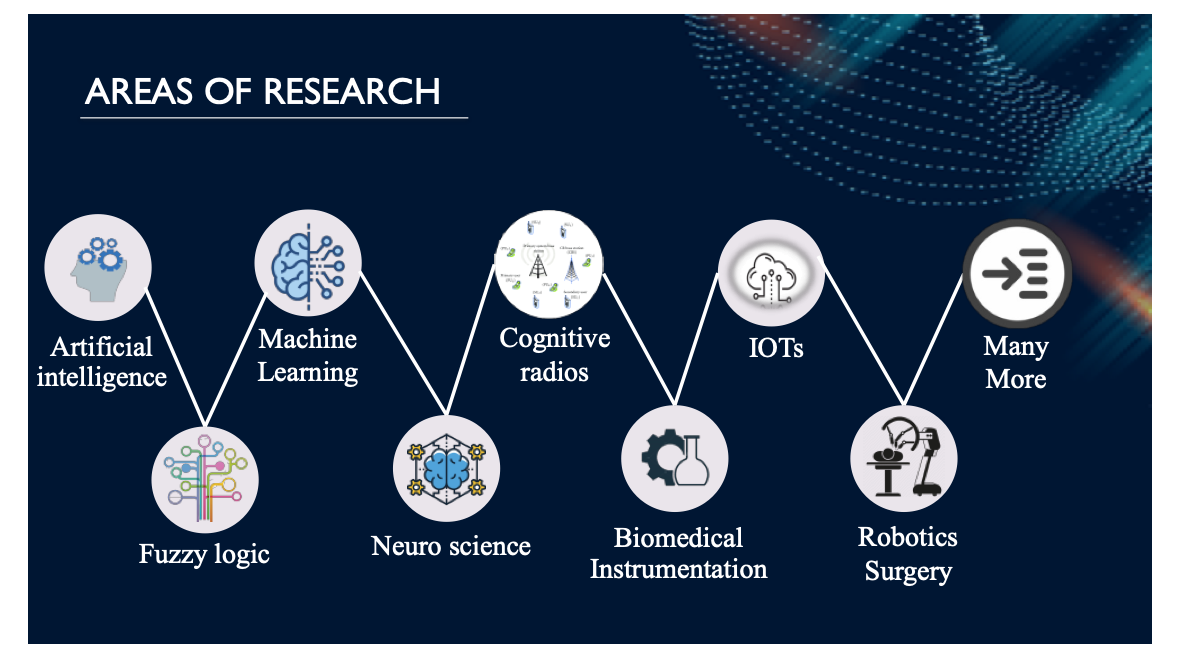 AREAS OF RESEARCH
Artificial
intelligence
Fuzzy logic
Machine
Learning
Neuro science
Cognitive
radios
Biomedical
Instrumentation
IOTs
Robotics
Surgery
Many
More